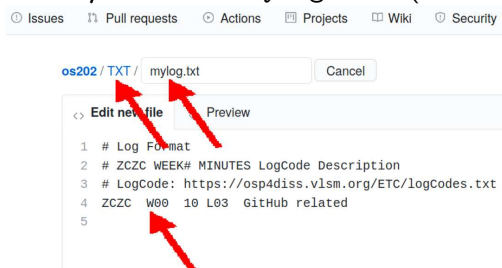 Issues Pull requests Actions Projects Wiki Security
os202 / TXT / mylog.txt Cancel
<> Edit new file Preview
1 # Log Format
2 # ZCZC WEEK# MINUTES LogCode Description
3 # LogCode: https://osp4diss.vlsm.org/ETC/logCodes.txt
4 ZCZC W00 10 L03 GitHub related
5